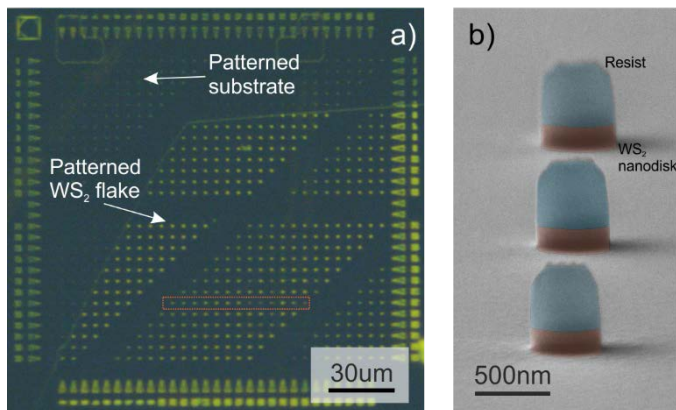 a)
Patterned
substrate
Patterned
WS₂ flake
30um
b)
Resist
WS₂
nanodisk
500nm